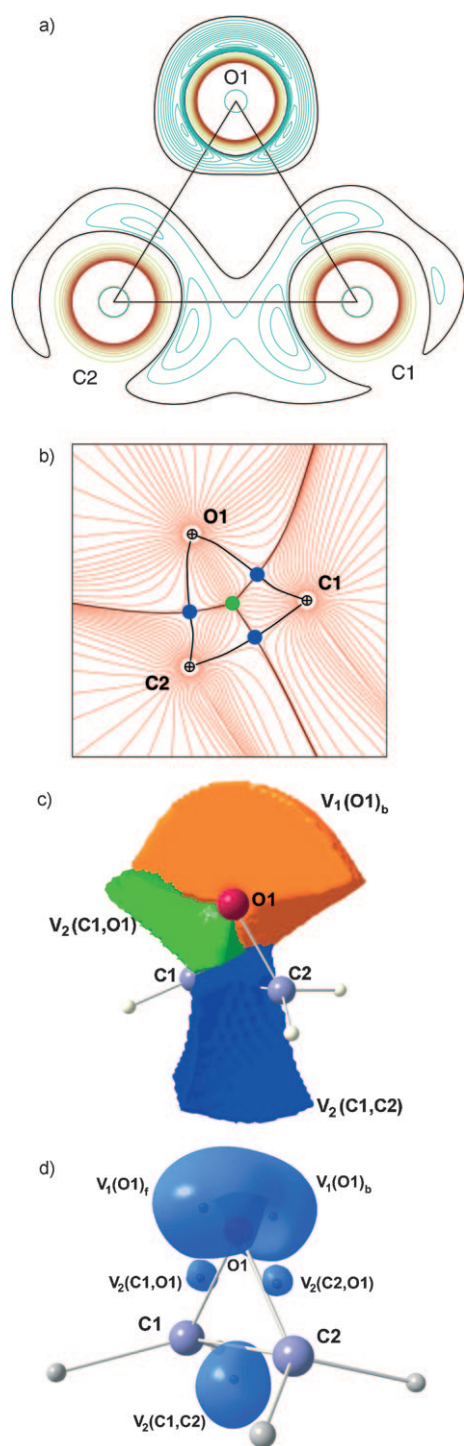 a)
O1
C2 C1
b)
O1
C1
C2
c)
V₁(O1)b
O1
V₂(C1,O1)
C1 C2
V₂(C1,C2)
d)
V₁(O1)f V₁(O1)b
O1
V₂(C1,O1) V₂(C2,O1)
C1 C2
V₂(C1,C2)